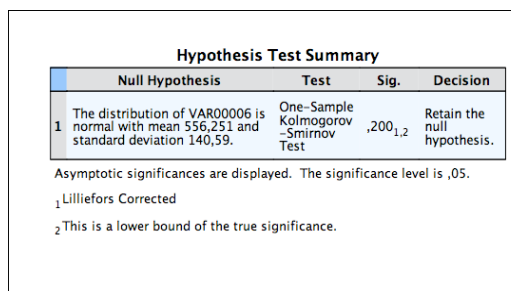 Hypothesis Test Summary
Null Hypothesis Test Sig. Decision
1 The distribution of VAR00006 is normal with mean 556,251 and standard deviation 140,59. One-Sample Kolmogorov-Smirnov Test ,200 1,2 Retain the null hypothesis.
Asymptotic significances are displayed. The significance level is ,05.
1 Lilliefors Corrected
2 This is a lower bound of the true significance.